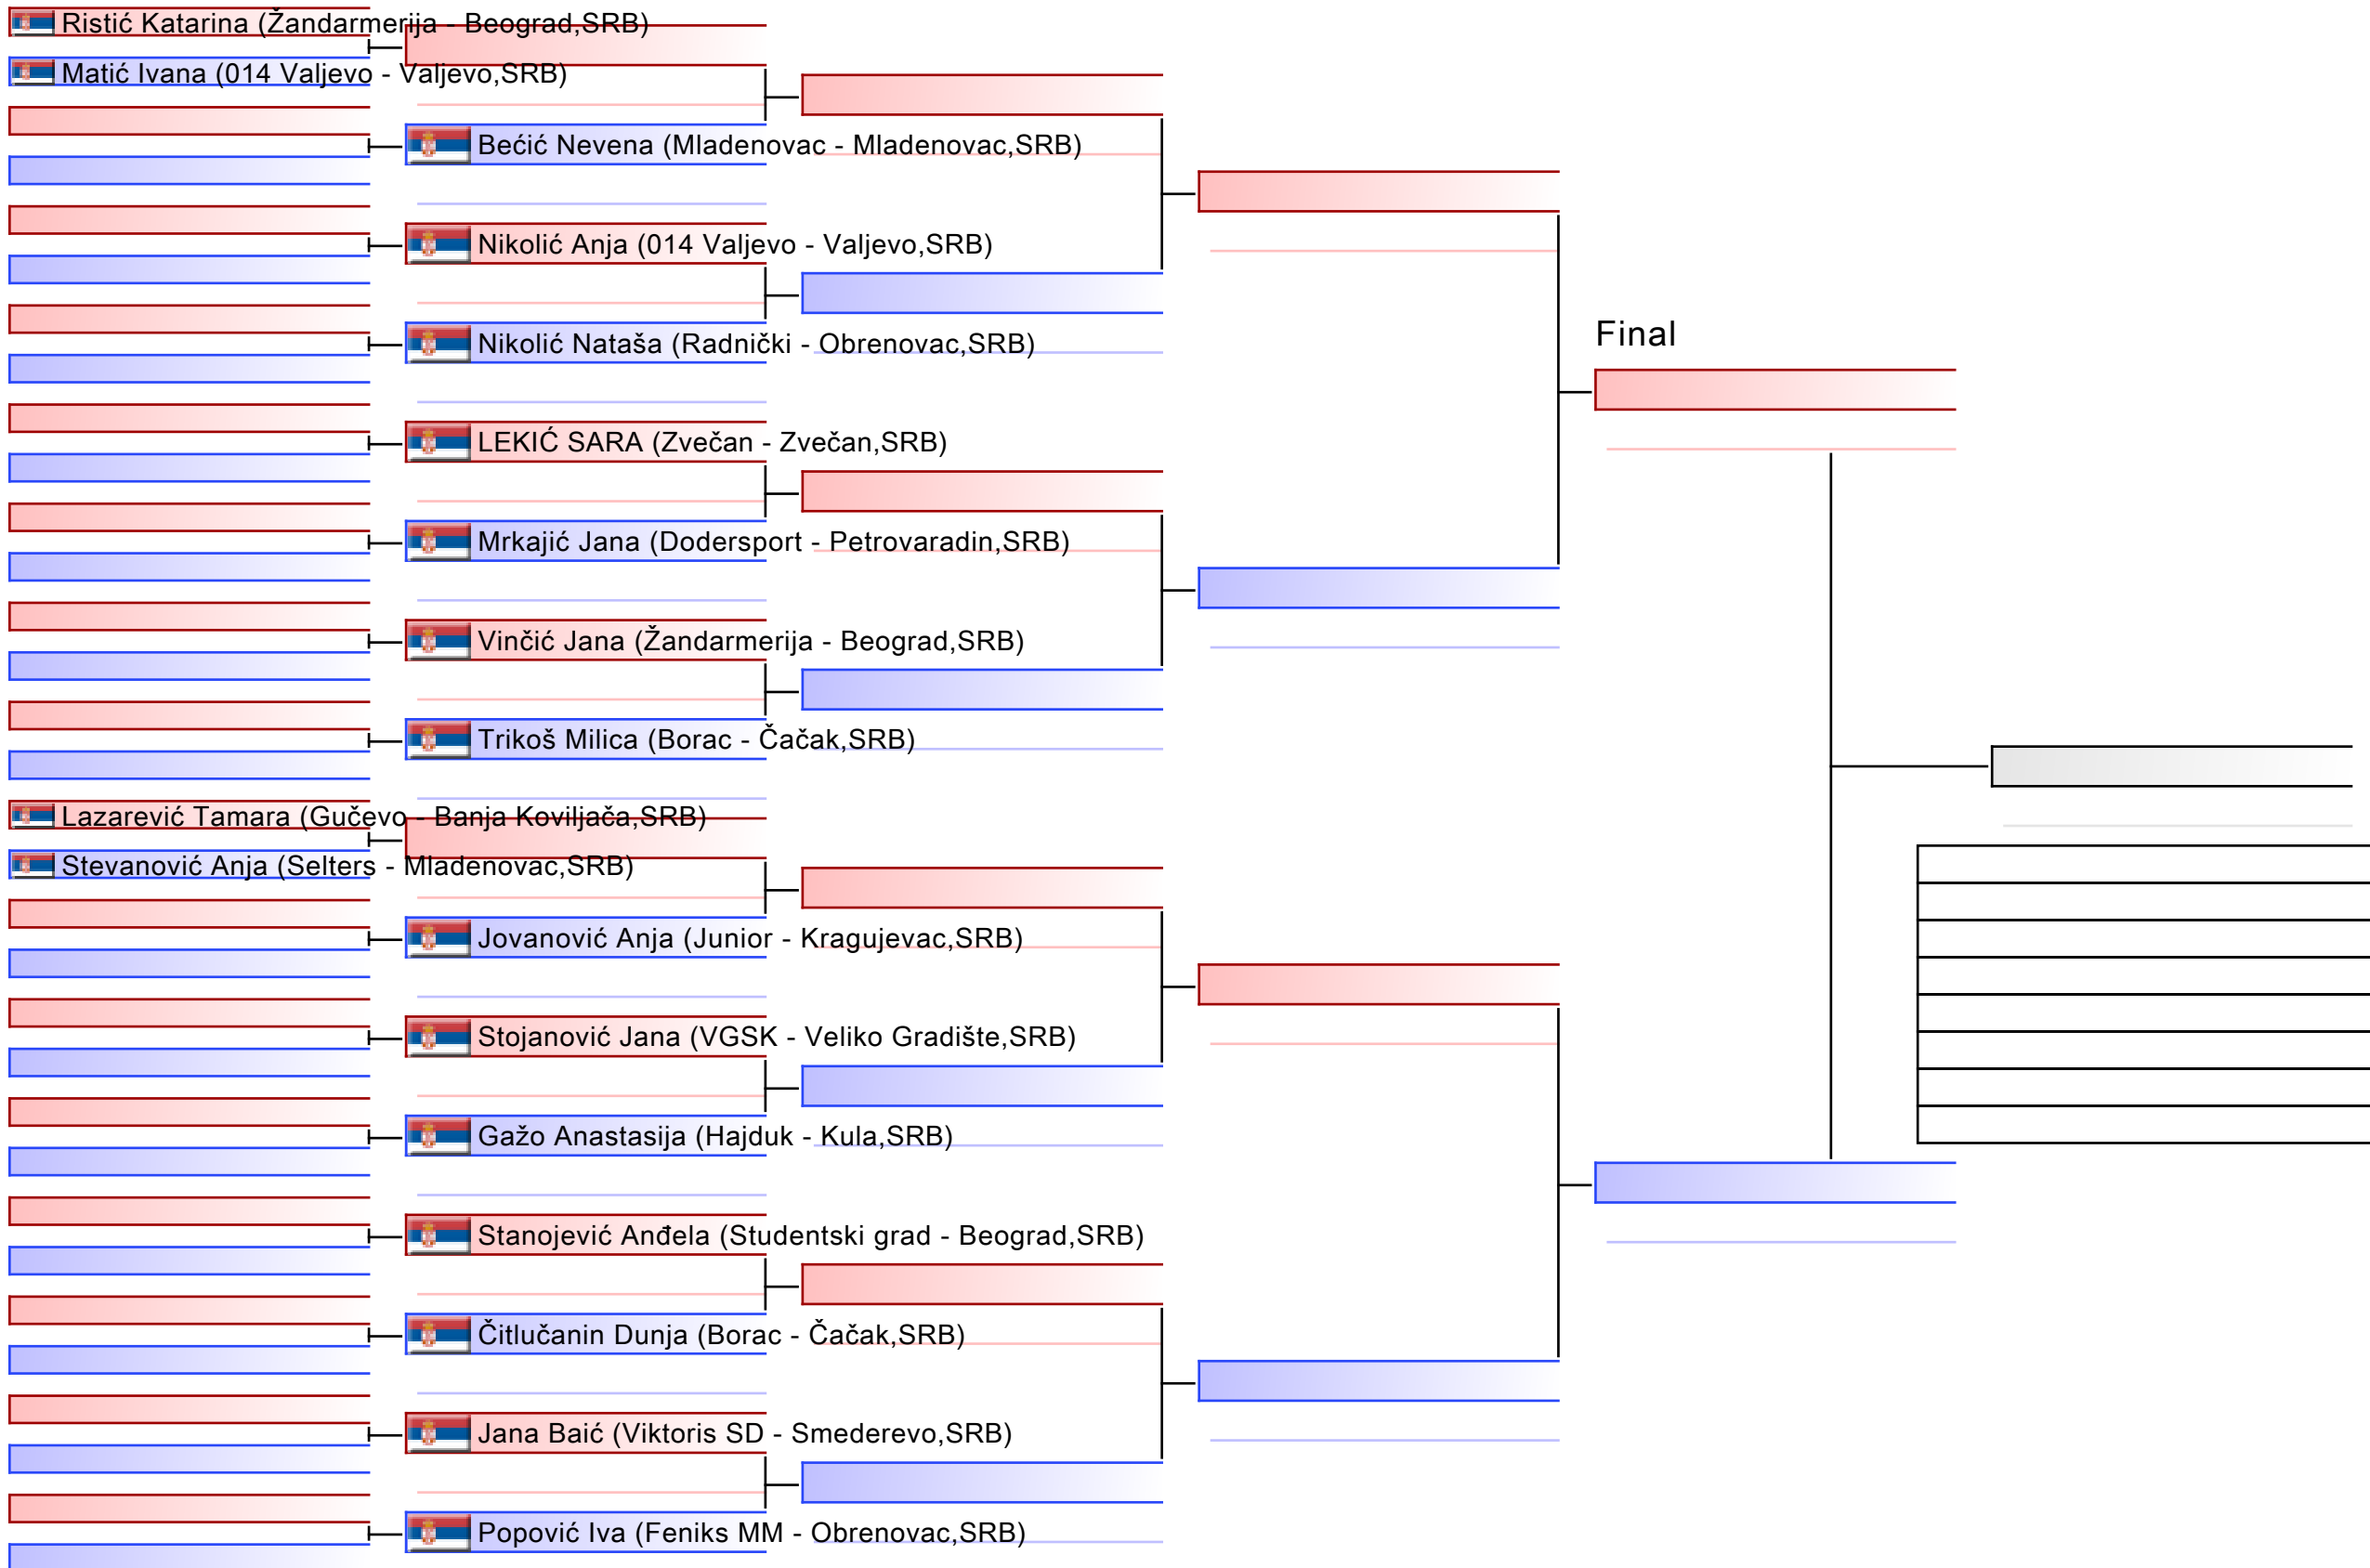 Ristić Katarina (Žandarmerija - Beograd,SRB)
Matić Ivana (014 Valjevo - Valjevo,SRB)
Bećić Nevena (Mladenovac - Mladenovac,SRB)
Nikolić Anja (014 Valjevo - Valjevo,SRB)
Nikolić Nataša (Radnički - Obrenovac,SRB)
Final
LEKIĆ SARA (Zvečan - Zvečan,SRB)
Mrkajić Jana (Dodersport - Petrovaradin,SRB)
Vinčić Jana (Žandarmerija - Beograd,SRB)
Trikoš Milica (Borac - Čačak,SRB)
Lazarević Tamara (Gučevo - Banja Koviljača,SRB)
Stevanović Anja (Selters - Mladenovac,SRB)
Jovanović Anja (Junior - Kragujevac,SRB)
Stojanović Jana (VGSK - Veliko Gradište,SRB)
Gažo Anastasija (Hajduk - Kula,SRB)
Stanojević Anđela (Studentski grad - Beograd,SRB)
Čitlučanin Dunja (Borac - Čačak,SRB)
Jana Baić (Viktoris SD - Smederevo,SRB)
Popović Iva (Feniks MM - Obrenovac,SRB)